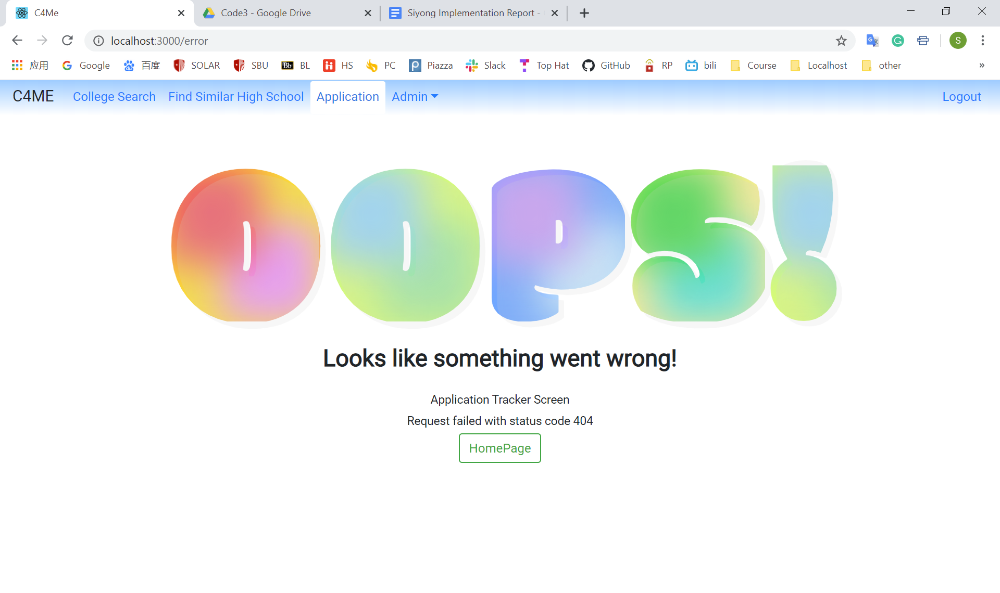 C4Me
Code3 - Google Drive
Siyong Implementation Report -
localhost:3000/error
S
应用 Google 百度 SOLAR SBU Bb BL HS PC Piazza Slack Top Hat GitHub RP bili Course Localhost other »
C4ME College Search Find Similar High School Application Admin Logout
OOPS!
Looks like something went wrong!
Application Tracker Screen
Request failed with status code 404
HomePage